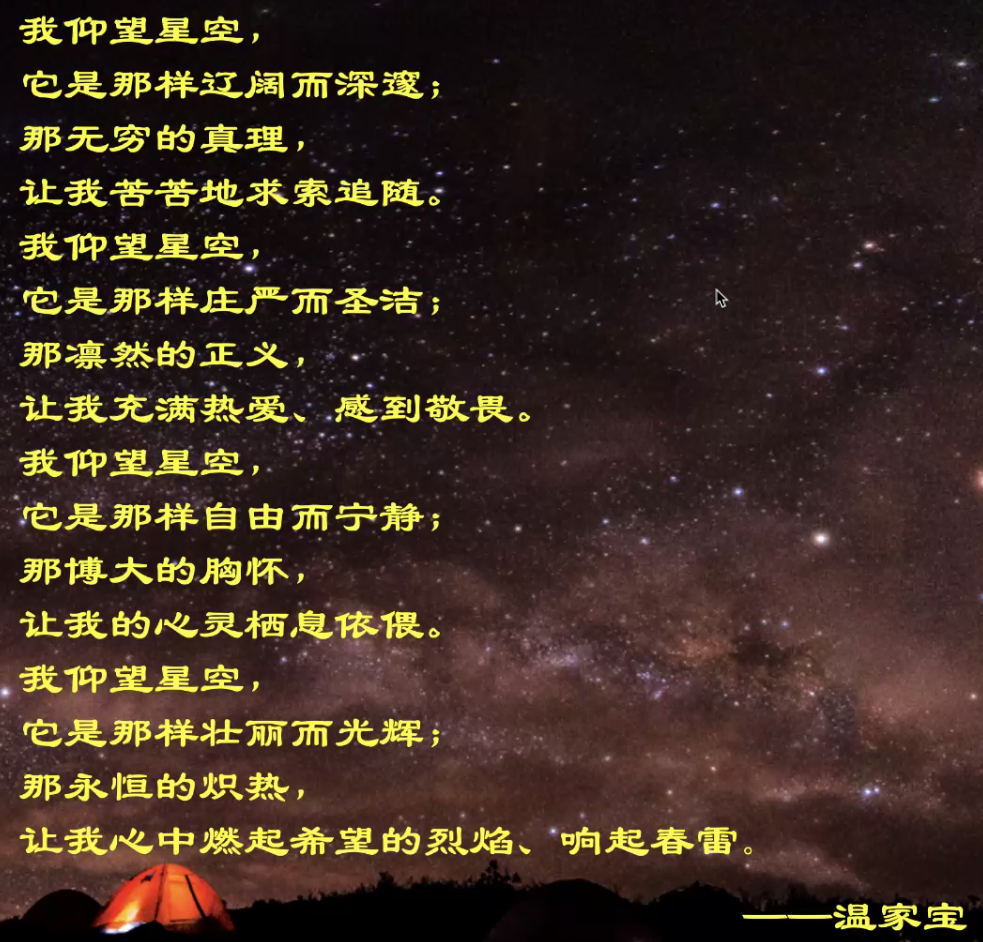 我仰望星空，
它是那样辽阔而深邃；
那无穷的真理，
让我苦苦地求索追随。
我仰望星空，
它是那样庄严而圣洁；
那凛然的正义，
让我充满热爱、感到敬畏。
我仰望星空，
它是那样自由而宁静；
那博大的胸怀，
让我的心灵栖息依偎。
我仰望星空，
它是那样壮丽而光辉；
那永恒的炽热，
让我心中燃起希望的烈焰、响起春雷。
——温家宝